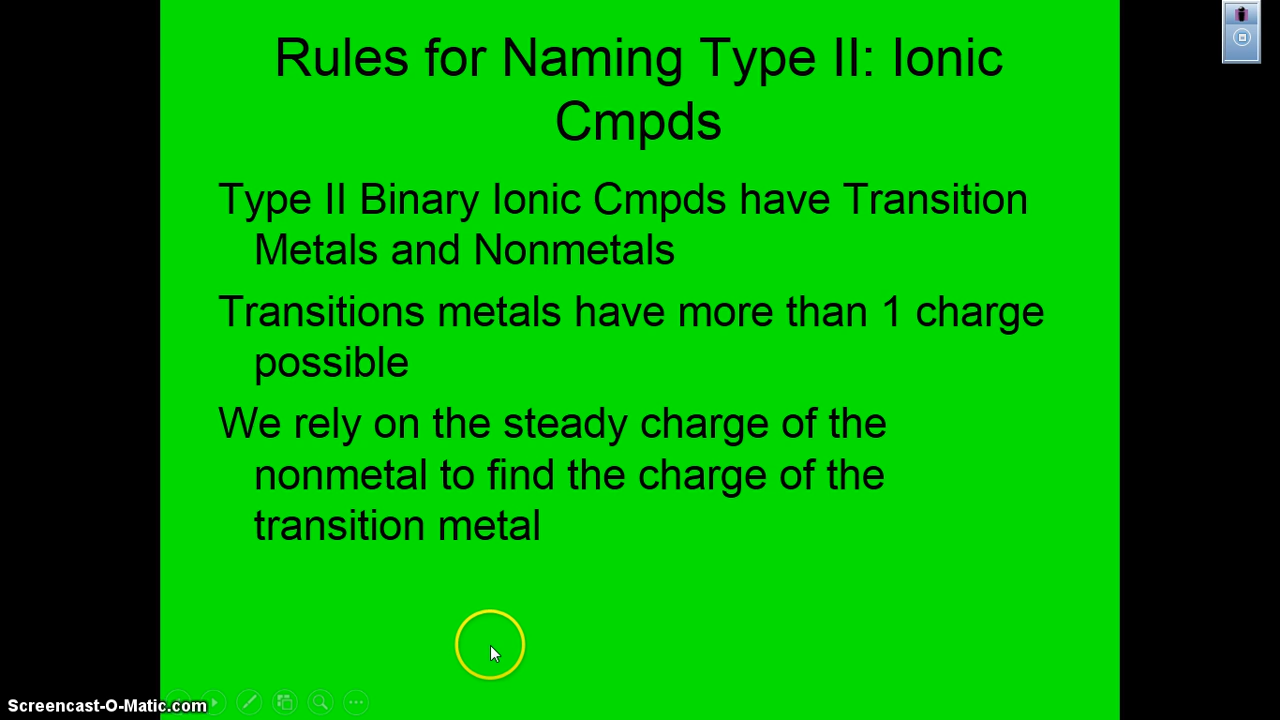 Rules for Naming Type II: Ionic
Cmpds
Type II Binary Ionic Cmpds have Transition
Metals and Nonmetals
Transitions metals have more than 1 charge
possible
We rely on the steady charge of the
nonmetal to find the charge of the
transition metal
Screencast-O-Matic.com